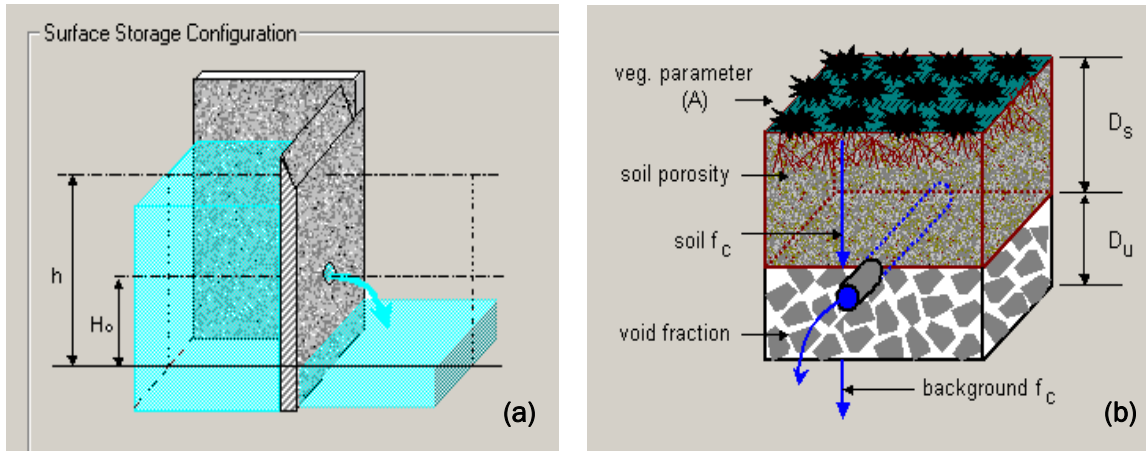 Surface Storage Configuration
h
Ho
(a)
veg. parameter
(A)
soil porosity
soil fc
void fraction
background fc
Ds
Du
(b)